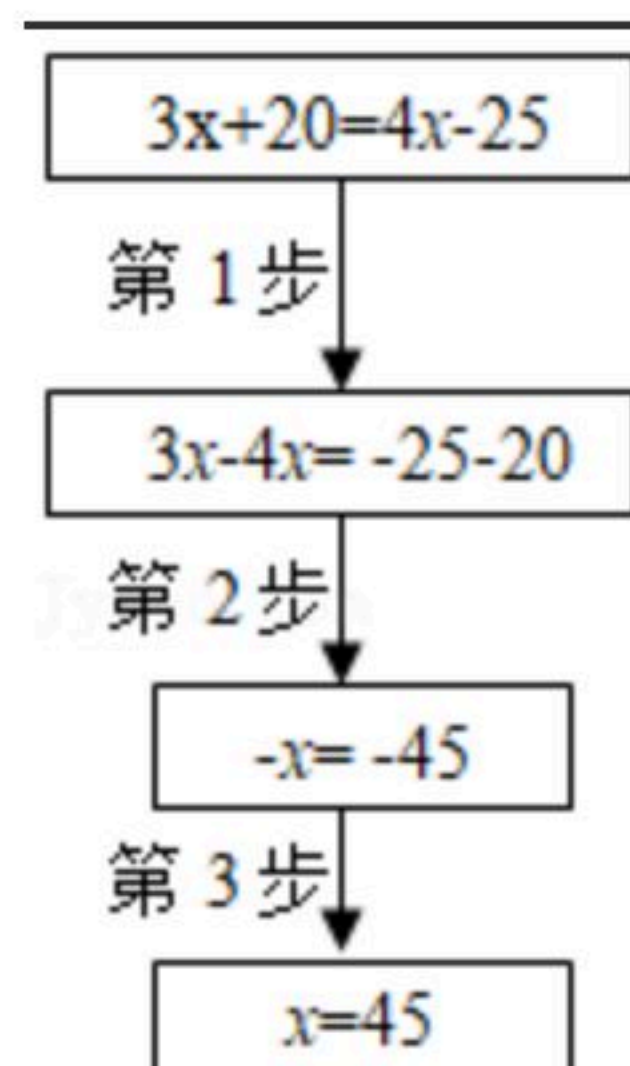 3x+20=4x-25
第 1 步
3x-4x= -25-20
第 2 步
-x= -45
第 3 步
x=45